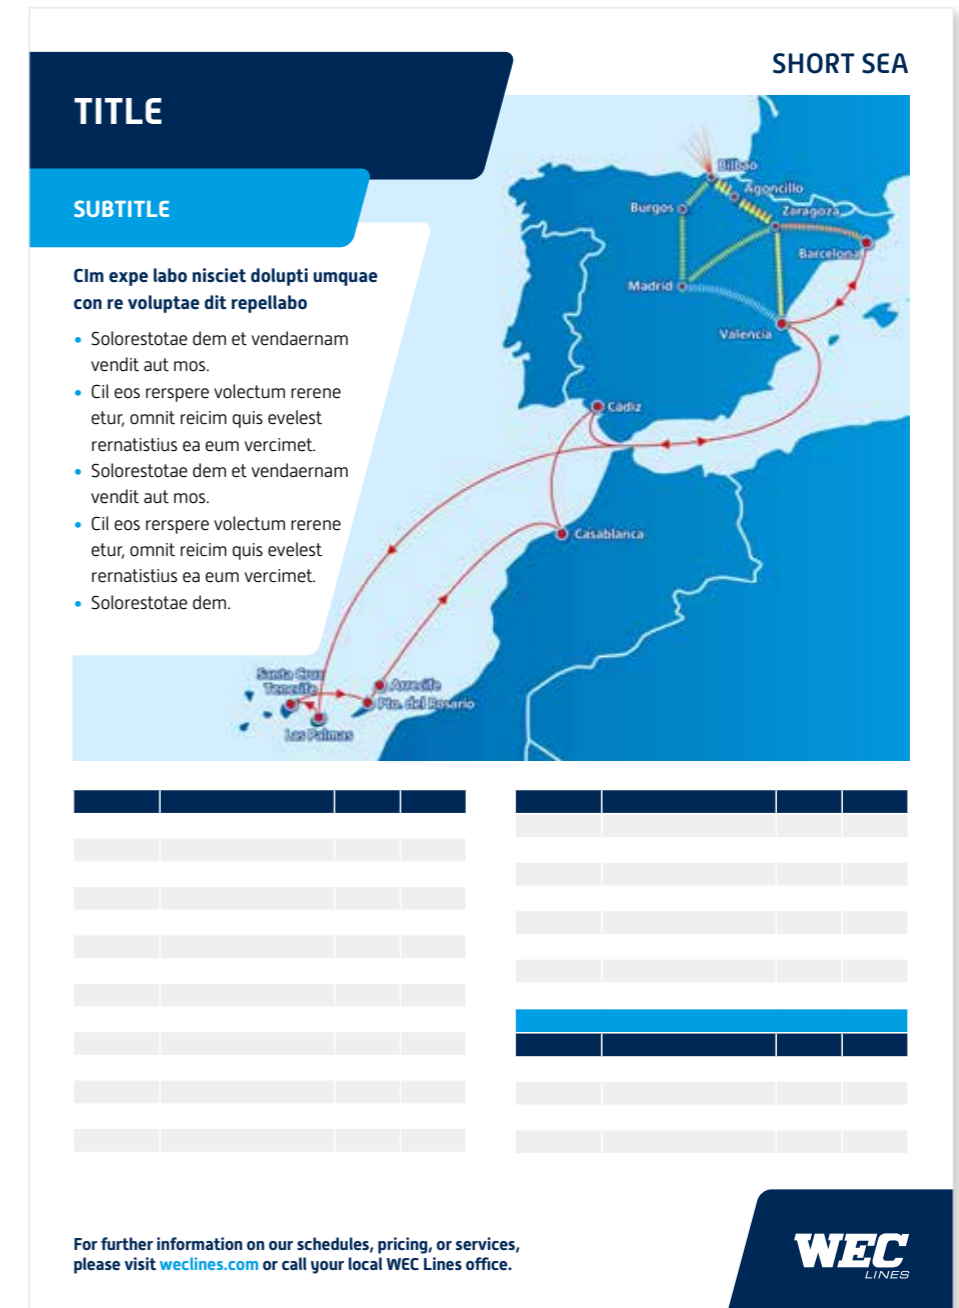 SHORT SEA
TITLE
SUBTITLE
CIm expe labo nisciet dolupti umquae
con re voluptae dit repellabo
• Solorestotae dem et vendaernam
vendit aut mos.
• Cil eos rerspere volectum rerene
etur, omnit reicim quis evelest
rernatistius ea eum vercimet.
• Solorestotae dem et vendaernam
vendit aut mos.
• Cil eos rerspere volectum rerene
etur, omnit reicim quis evelest
rernatistius ea eum vercimet.
• Solorestotae dem.
Bilbao
Agoncillo
Burgos
Zaragoza
Barcelona
Madrid
Valencia
Cádiz
Casablanca
Santa Cruz
Tenerife
Arrecife
Pto. del Rosario
Las Palmas
For further information on our schedules, pricing, or services,
please visit weclines.com or call your local WEC Lines office.
WEC
LINES